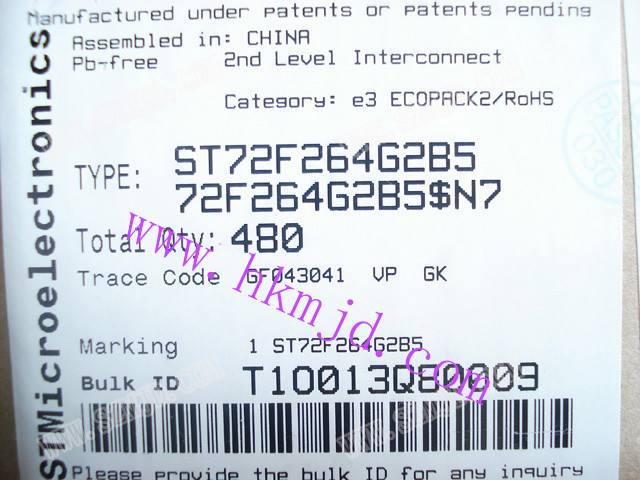 Manufactured under patents or patents pending
Assembled in: CHINA
Pb-free 2nd Level Interconnect
Category: e3 ECOPACK2/RoHS
STMicroelectronics
TYPE: ST72F264G2B5
72F264G2B5$N7
Total Qty: 480
Trace Code GF043041 VP GK
www.hkmjd.com
Marking 1 ST72F264G2B5
Bulk ID T10013Q80009
Please provide the bulk ID for any inquiry